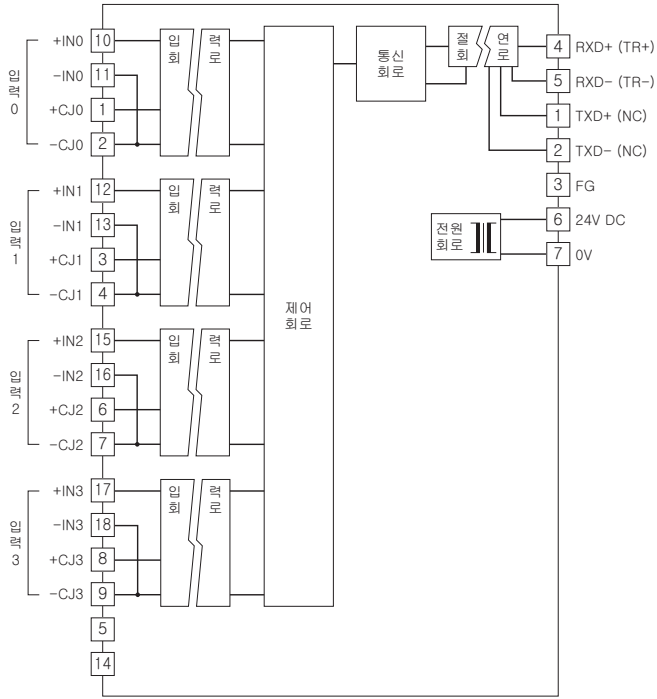 입력 0
+IN0 10
-IN0 11
+CJ0 1
-CJ0 2
입 력
회 로
입력 1
+IN1 12
-IN1 13
+CJ1 3
-CJ1 4
입 력
회 로
입력 2
+IN2 15
-IN2 16
+CJ2 6
-CJ2 7
입 력
회 로
입력 3
+IN3 17
-IN3 18
+CJ3 8
-CJ3 9
입 력
회 로
5
14
제어
회로
통신
회로
절 연
회 로
4 RXD+ (TR+)
5 RXD- (TR-)
1 TXD+ (NC)
2 TXD- (NC)
3 FG
전원
회로
6 24V DC
7 0V